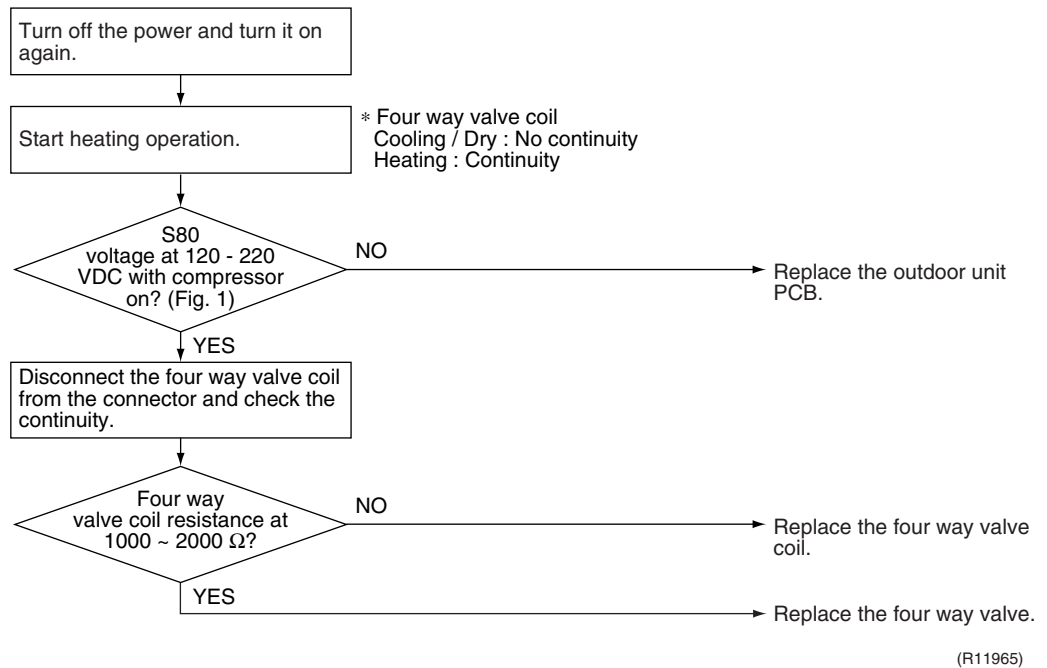 Turn off the power and turn it on
again.
Start heating operation.
* Four way valve coil
Cooling / Dry : No continuity
Heating : Continuity
S80
voltage at 120 - 220
VDC with compressor
on? (Fig. 1)
NO
Replace the outdoor unit
PCB.
YES
Disconnect the four way valve coil
from the connector and check the
continuity.
Four way
valve coil resistance at
1000 ~ 2000 Ω?
NO
Replace the four way valve
coil.
YES
Replace the four way valve.
(R11965)